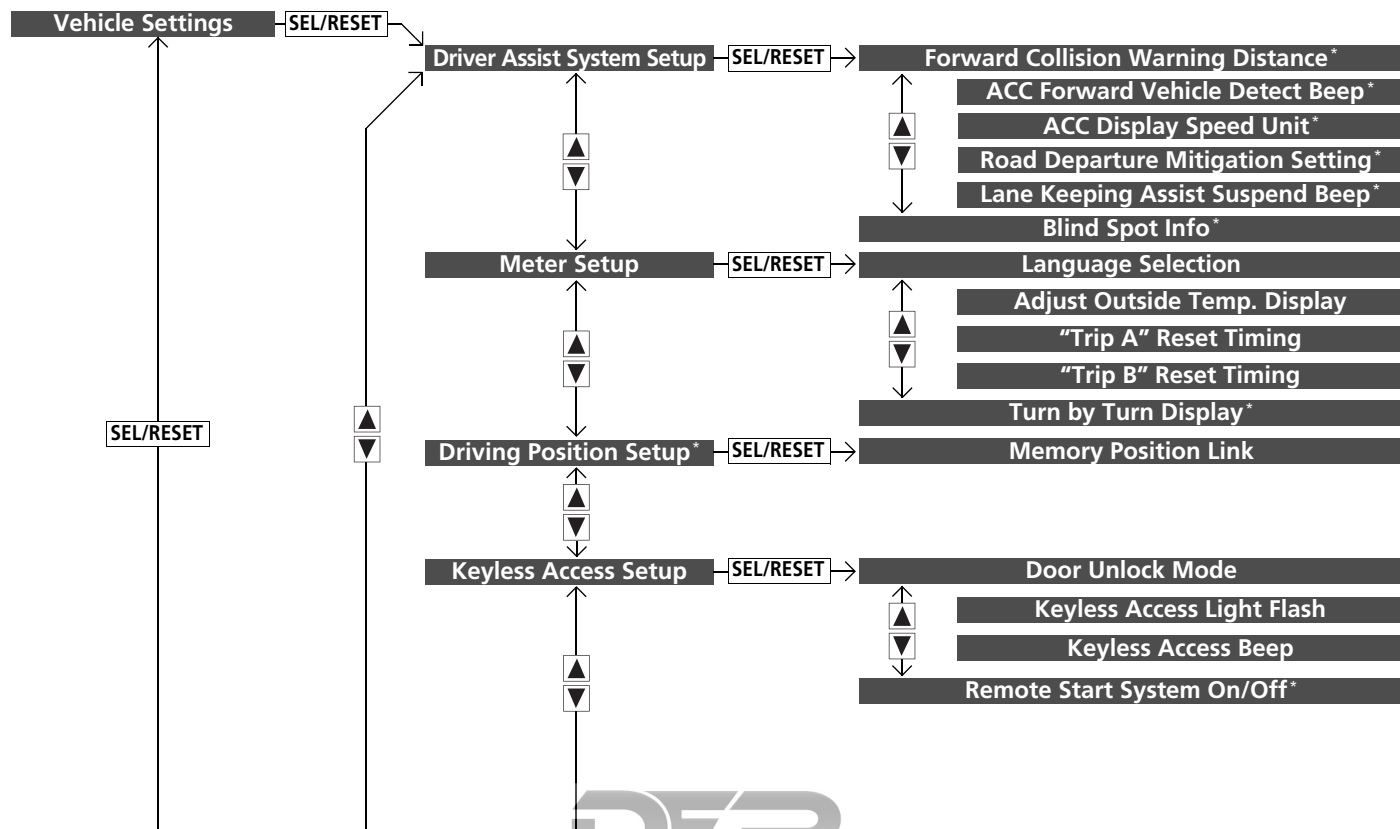 Vehicle Settings
SEL/RESET
Driver Assist System Setup
SEL/RESET
Forward Collision Warning Distance*
ACC Forward Vehicle Detect Beep*
ACC Display Speed Unit*
Road Departure Mitigation Setting*
Lane Keeping Assist Suspend Beep*
Blind Spot Info*
Meter Setup
SEL/RESET
Language Selection
Adjust Outside Temp. Display
“Trip A” Reset Timing
“Trip B” Reset Timing
Turn by Turn Display*
SEL/RESET
Driving Position Setup*
SEL/RESET
Memory Position Link
Keyless Access Setup
SEL/RESET
Door Unlock Mode
Keyless Access Light Flash
Keyless Access Beep
Remote Start System On/Off*